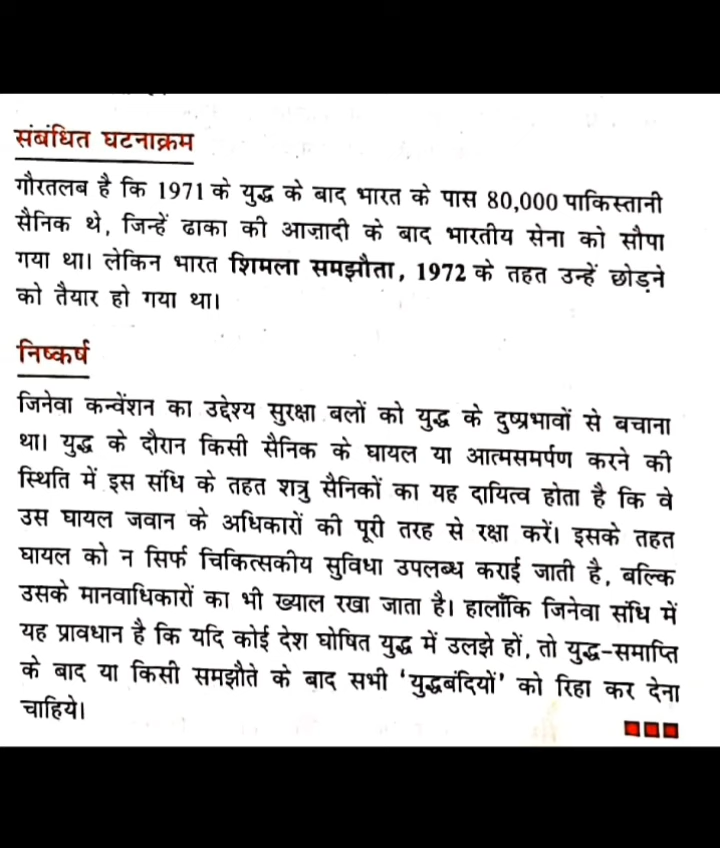 संबंधित घटनाक्रम
गौरतलब है कि 1971 के युद्ध के बाद भारत के पास 80,000 पाकिस्तानी
सैनिक थे, जिन्हें ढाका की आज़ादी के बाद भारतीय सेना को सौपा
गया था। लेकिन भारत शिमला समझौता, 1972 के तहत उन्हें छोड़ने
को तैयार हो गया था।
निष्कर्ष
जिनेवा कन्वेंशन का उद्देश्य सुरक्षा बलों को युद्ध के दुष्प्रभावों से बचाना
था। युद्ध के दौरान किसी सैनिक के घायल या आत्मसमर्पण करने की
स्थिति में इस संधि के तहत शत्रु सैनिकों का यह दायित्व होता है कि वे
उस घायल जवान के अधिकारों की पूरी तरह से रक्षा करें। इसके तहत
घायल को न सिर्फ चिकित्सकीय सुविधा उपलब्ध कराई जाती है, बल्कि
उसके मानवाधिकारों का भी ख्याल रखा जाता है। हालाँकि जिनेवा संधि में
यह प्रावधान है कि यदि कोई देश घोषित युद्ध में उलझे हों, तो युद्ध-समाप्ति
के बाद या किसी समझौते के बाद सभी 'युद्धबंदियों' को रिहा कर देना
चाहिये।